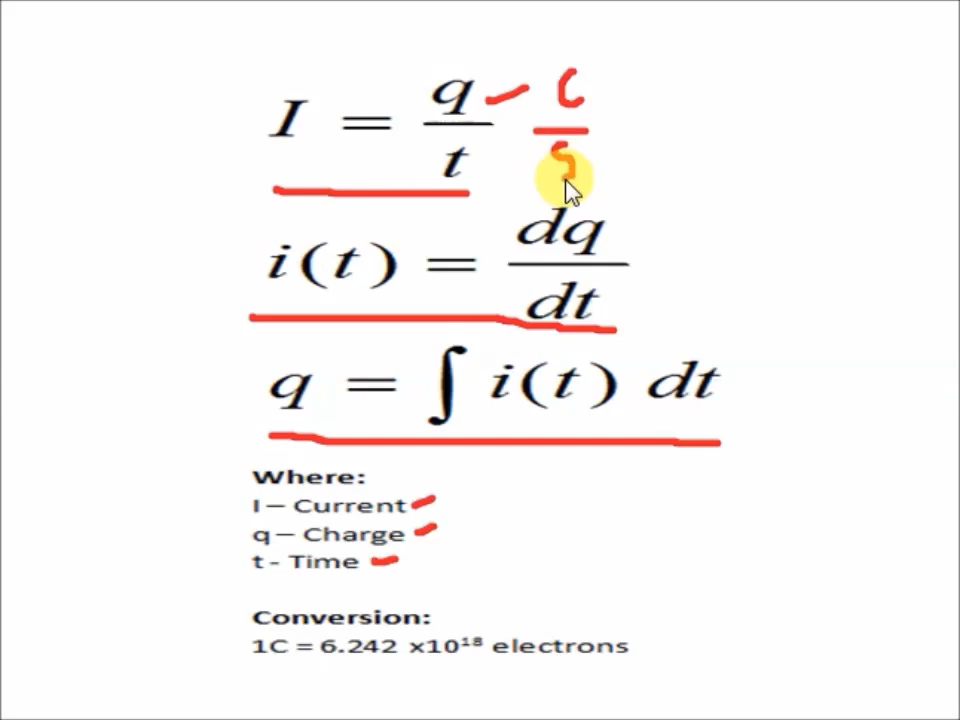 I = q/t C/s
i(t) = dq/dt
q = ∫ i(t) dt
Where:
I – Current
q – Charge
t - Time
Conversion:
1C = 6.242 x10¹⁸ electrons